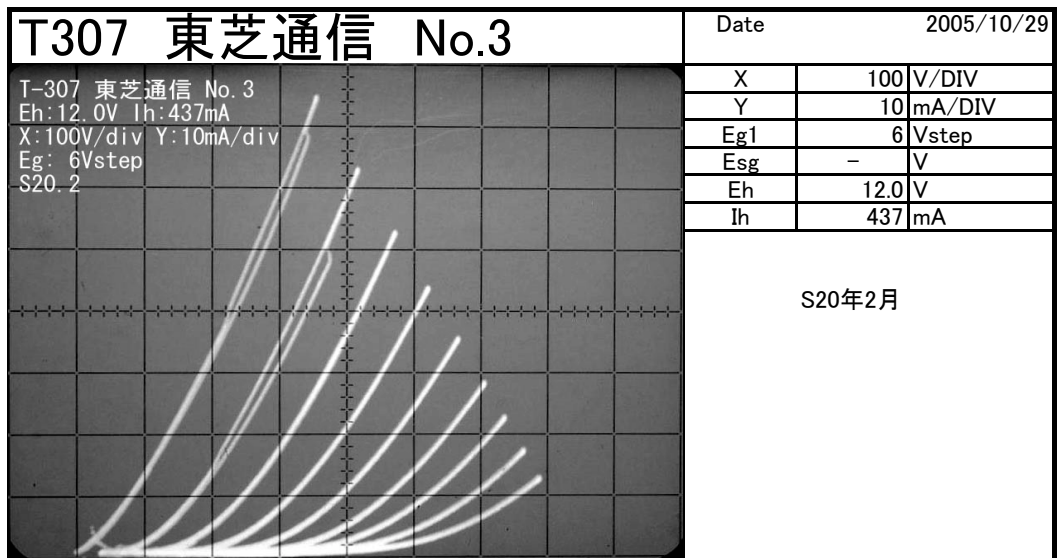 T307 東芝通信 No.3
Date 2005/10/29
T-307 東芝通信 No.3
Eh:12.0V Ih:437mA
X:100V/div Y:10mA/div
Eg: 6Vstep
S20.2
X 100 V/DIV
Y 10 mA/DIV
Eg1 6 Vstep
Esg - V
Eh 12.0 V
Ih 437 mA
S20年2月